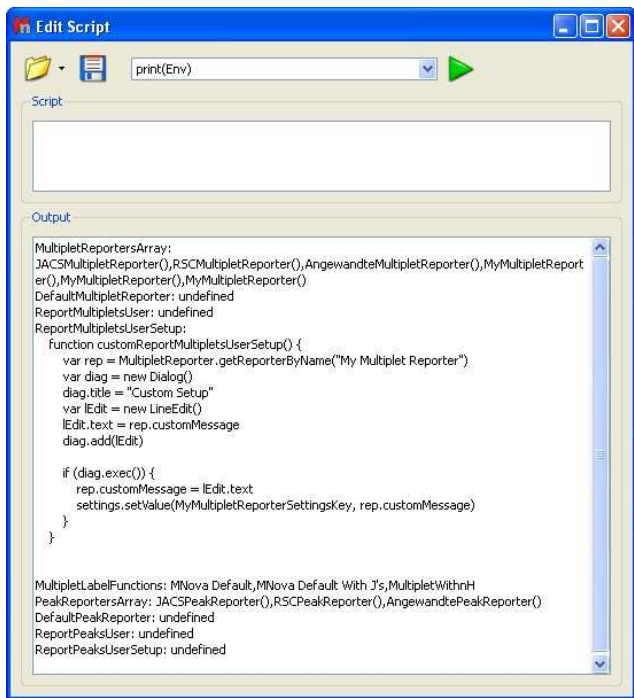 Edit Script
print(Env)
Script
Output
MultipletReportersArray:
JACSMultipletReporter(),RSCMultipletReporter(),AngewandteMultipletReporter(),MyMultipletReport
er(),MyMultipletReporter(),MyMultipletReporter()
DefaultMultipletReporter: undefined
ReportMultipletsUser: undefined
ReportMultipletsUserSetup:
function customReportMultipletsUserSetup() {
var rep = MultipletReporter.getReporterByName("My Multiplet Reporter")
var diag = new Dialog()
diag.title = "Custom Setup"
var lEdit = new LineEdit()
lEdit.text = rep.customMessage
diag.add(lEdit)
if (diag.exec()) {
rep.customMessage = lEdit.text
settings.setValue(MyMultipletReporterSettingsKey, rep.customMessage)
}
}
MultipletLabelFunctions: MNova Default,MNova Default With J's,MultipletWithnH
PeakReportersArray: JACSPeakReporter(),RSCPeakReporter(),AngewandtePeakReporter()
DefaultPeakReporter: undefined
ReportPeaksUser: undefined
ReportPeaksUserSetup: undefined